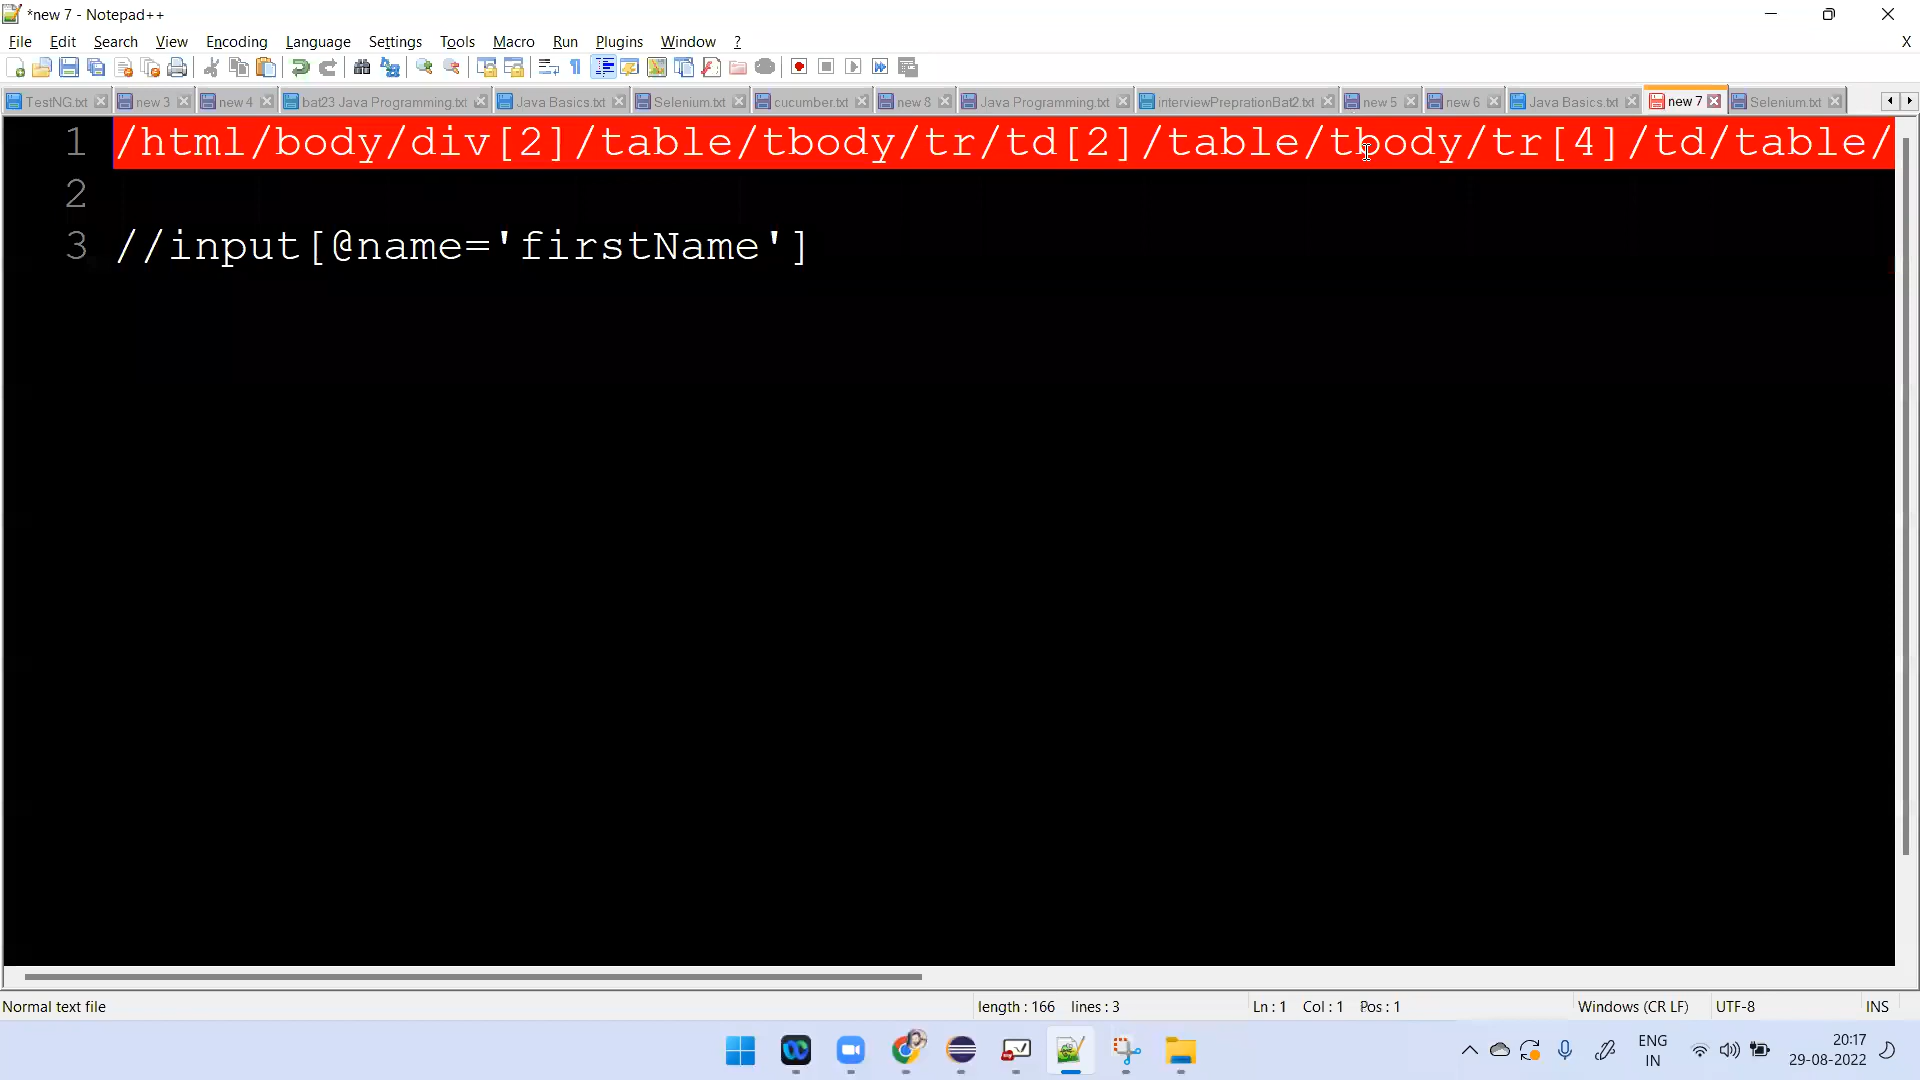 *new 7 - Notepad++
File Edit Search View Encoding Language Settings Tools Macro Run Plugins Window ? X
TestNG.txt new 3 new 4 bat23 Java Programming.txt Java Basics.txt Selenium.txt cucumber.txt new 8 Java Programming.txt interviewPreprationBat2.txt new 5 new 6 Java Basics.txt new 7 Selenium.txt
1 /html/body/div[2]/table/tbody/tr/td[2]/table/tbody/tr[4]/td/table/
2
3 //input[@name='firstName']
Normal text file length : 166 lines : 3 Ln : 1 Col : 1 Pos : 1 Windows (CR LF) UTF-8 INS
ENG 20:17
IN 29-08-2022